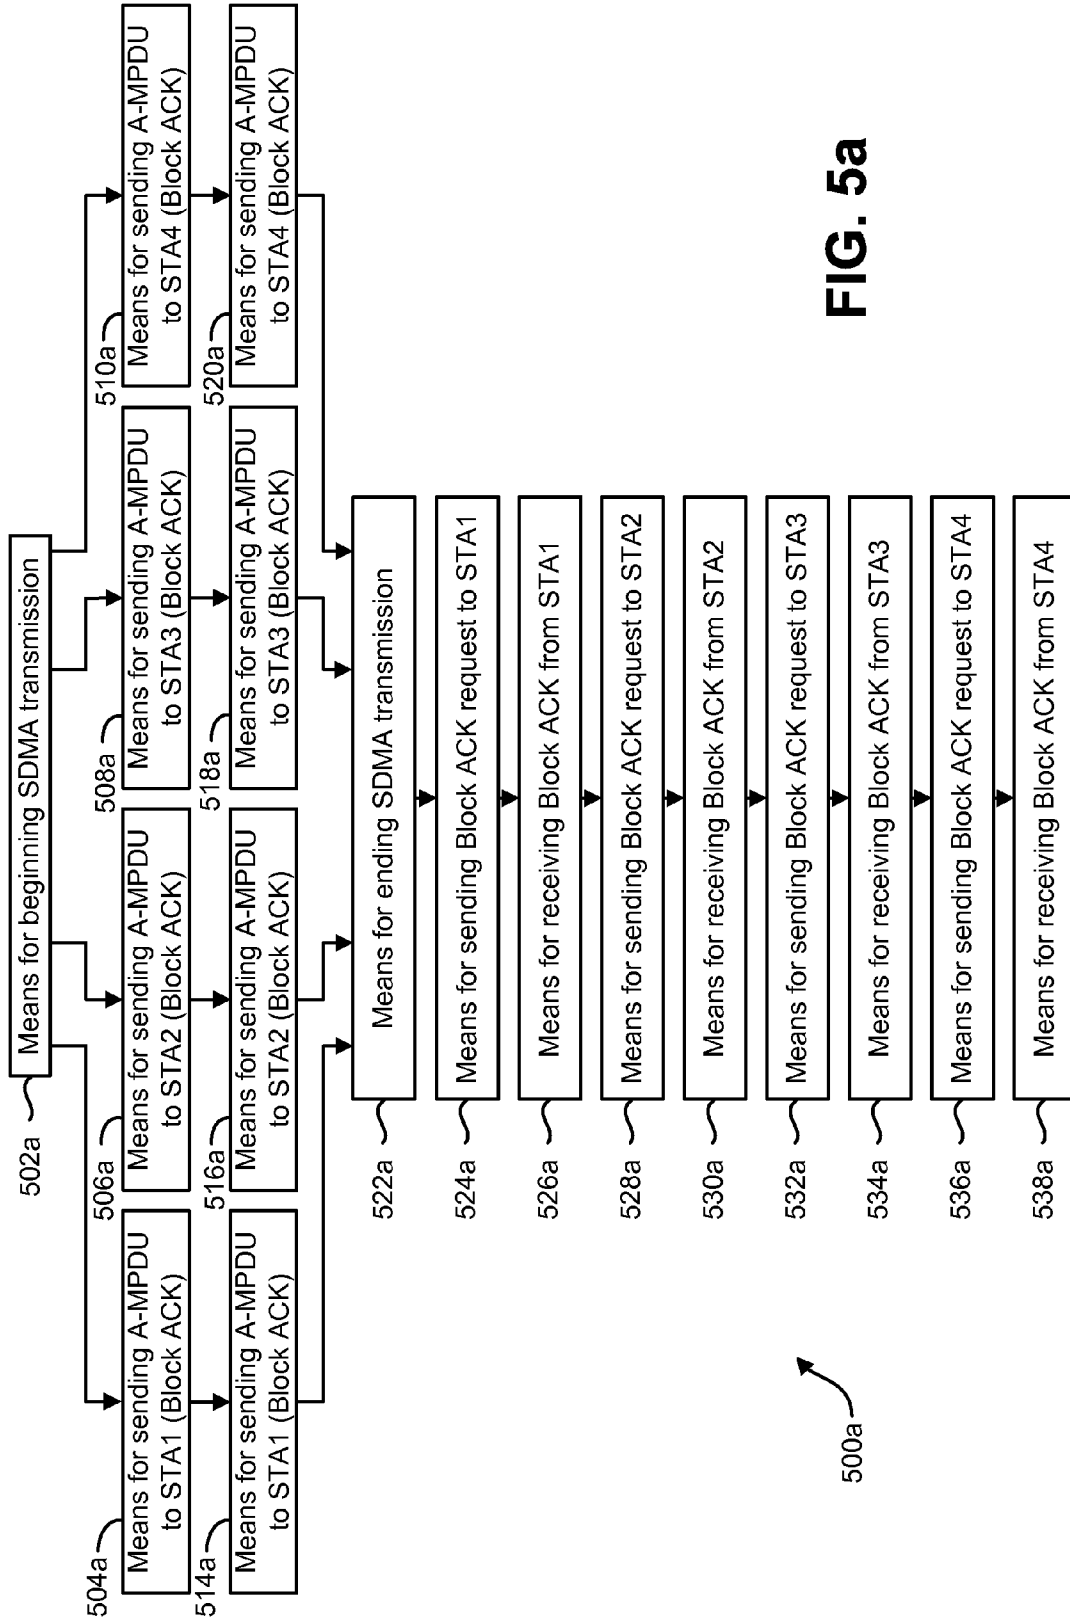 502a
Means for beginning SDMA transmission
504a
Means for sending A-MPDU
to STA1 (Block ACK)
506a
Means for sending A-MPDU
to STA2 (Block ACK)
508a
Means for sending A-MPDU
to STA3 (Block ACK)
510a
Means for sending A-MPDU
to STA4 (Block ACK)
514a
Means for sending A-MPDU
to STA1 (Block ACK)
516a
Means for sending A-MPDU
to STA2 (Block ACK)
518a
Means for sending A-MPDU
to STA3 (Block ACK)
520a
Means for sending A-MPDU
to STA4 (Block ACK)
522a
Means for ending SDMA transmission
524a
Means for sending Block ACK request to STA1
526a
Means for receiving Block ACK from STA1
528a
Means for sending Block ACK request to STA2
530a
Means for receiving Block ACK from STA2
532a
Means for sending Block ACK request to STA3
534a
Means for receiving Block ACK from STA3
536a
Means for sending Block ACK request to STA4
538a
Means for receiving Block ACK from STA4
500a
FIG. 5a